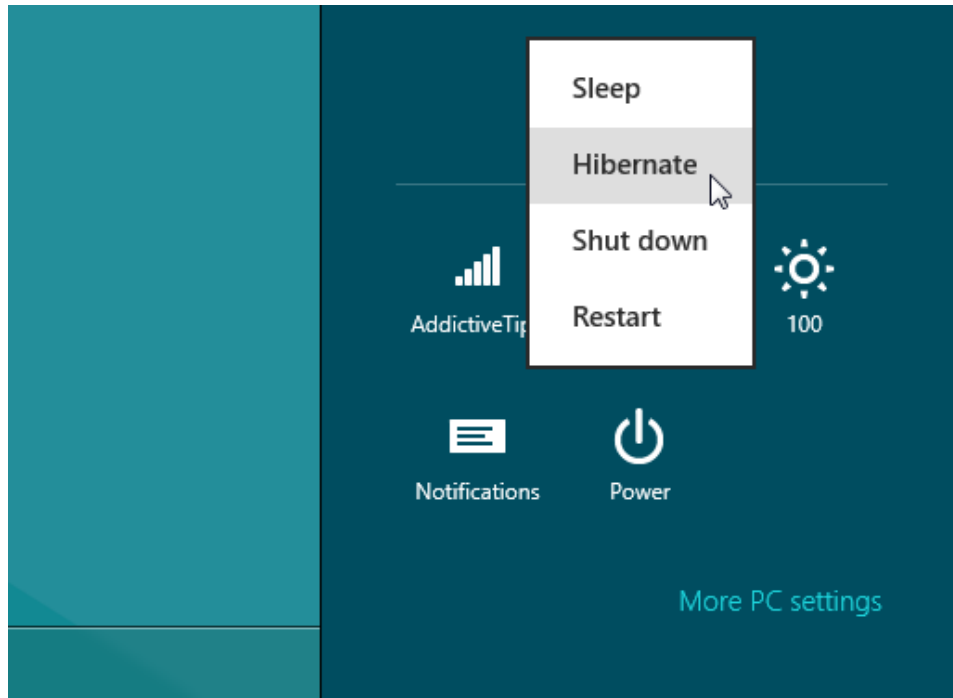 Sleep
Hibernate
Shut down
Restart
AddictiveTip
100
Notifications
Power
More PC settings